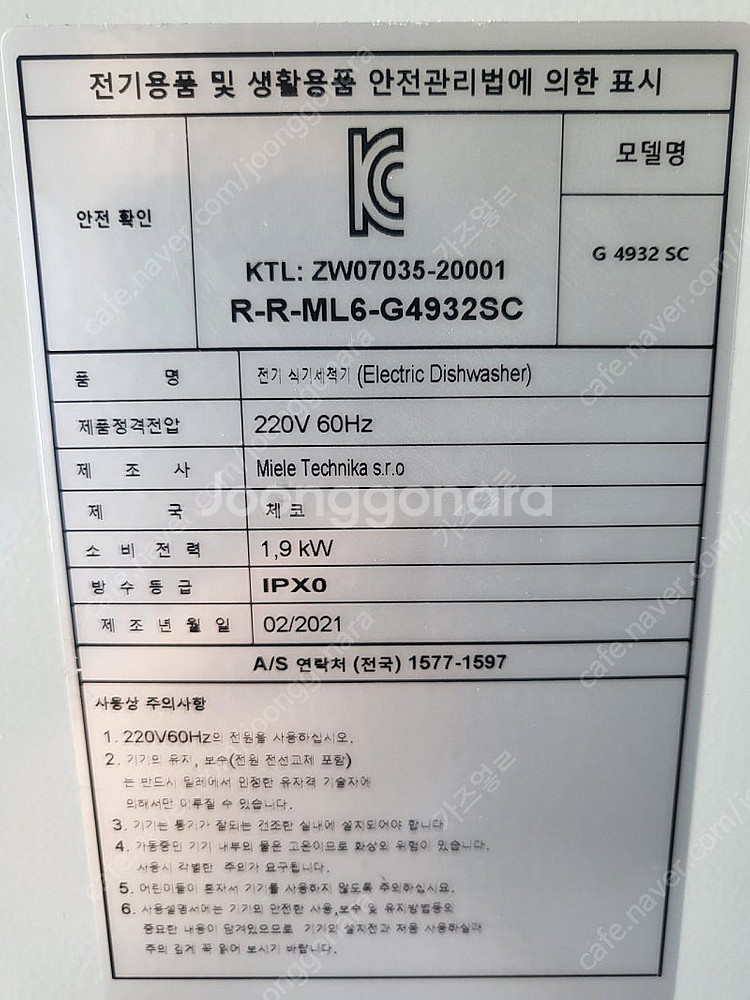 전기용품 및 생활용품 안전관리법에 의한 표시
안전 확인
KC
KTL: ZW07035-20001
R-R-ML6-G4932SC
모델명
G 4932 SC
품 명 전기 식기세척기 (Electric Dishwasher)
제품정격전압 220V 60Hz
제 조 사 Miele Technika s.r.o
제 국 체코
소 비 전 력 1,9 kW
방 수 등 급 IPX0
제 조 년 월 일 02/2021
A/S 연락처 (전국) 1577-1597
사용상 주의사항
1. 220V60Hz의 전원을 사용하십시오.
2. 기기의 유지, 보수(전원 전선교체 포함)
는 반드시 밀레에서 인정한 유자격 기술자에
의해서만 이루질 수 있습니다.
3. 기기는 통기가 잘되는 건조한 실내에 설치되어야 합니다
4. 가동중인 기기 내부의 물은 고온이므로 화상의 위험이 있습니다.
사용시 각별한 주의가 요구됩니다.
5. 어린이들이 혼자서 기기를 사용하지 않도록 주의하십시요.
6. 사용설명서에는 기기의 안전한 사용,보수 및 유지방법등의
중요한 내용이 담겨있으므로 기기의 설치전과 처음 사용하실때
주의 깊게 꼭 읽어 보시기 바랍니다.
Joonggonara
cafe.naver.com/joonggonara
가즈영르